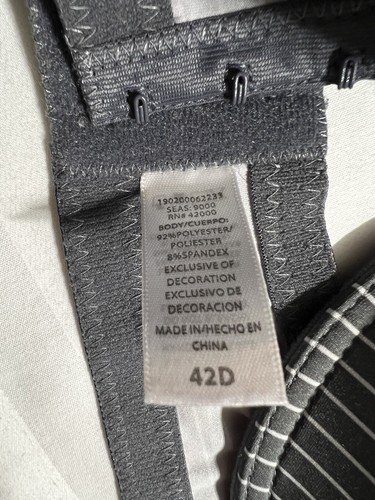 190200062233
SEAS: 9000
RN# 42000
BODY/CUERPO:
92%POLYESTER/
POLIESTER
8%SPANDEX
EXCLUSIVE OF
DECORATION
EXCLUSIVO DE
DECORACION
MADE IN/HECHO EN
CHINA
42D